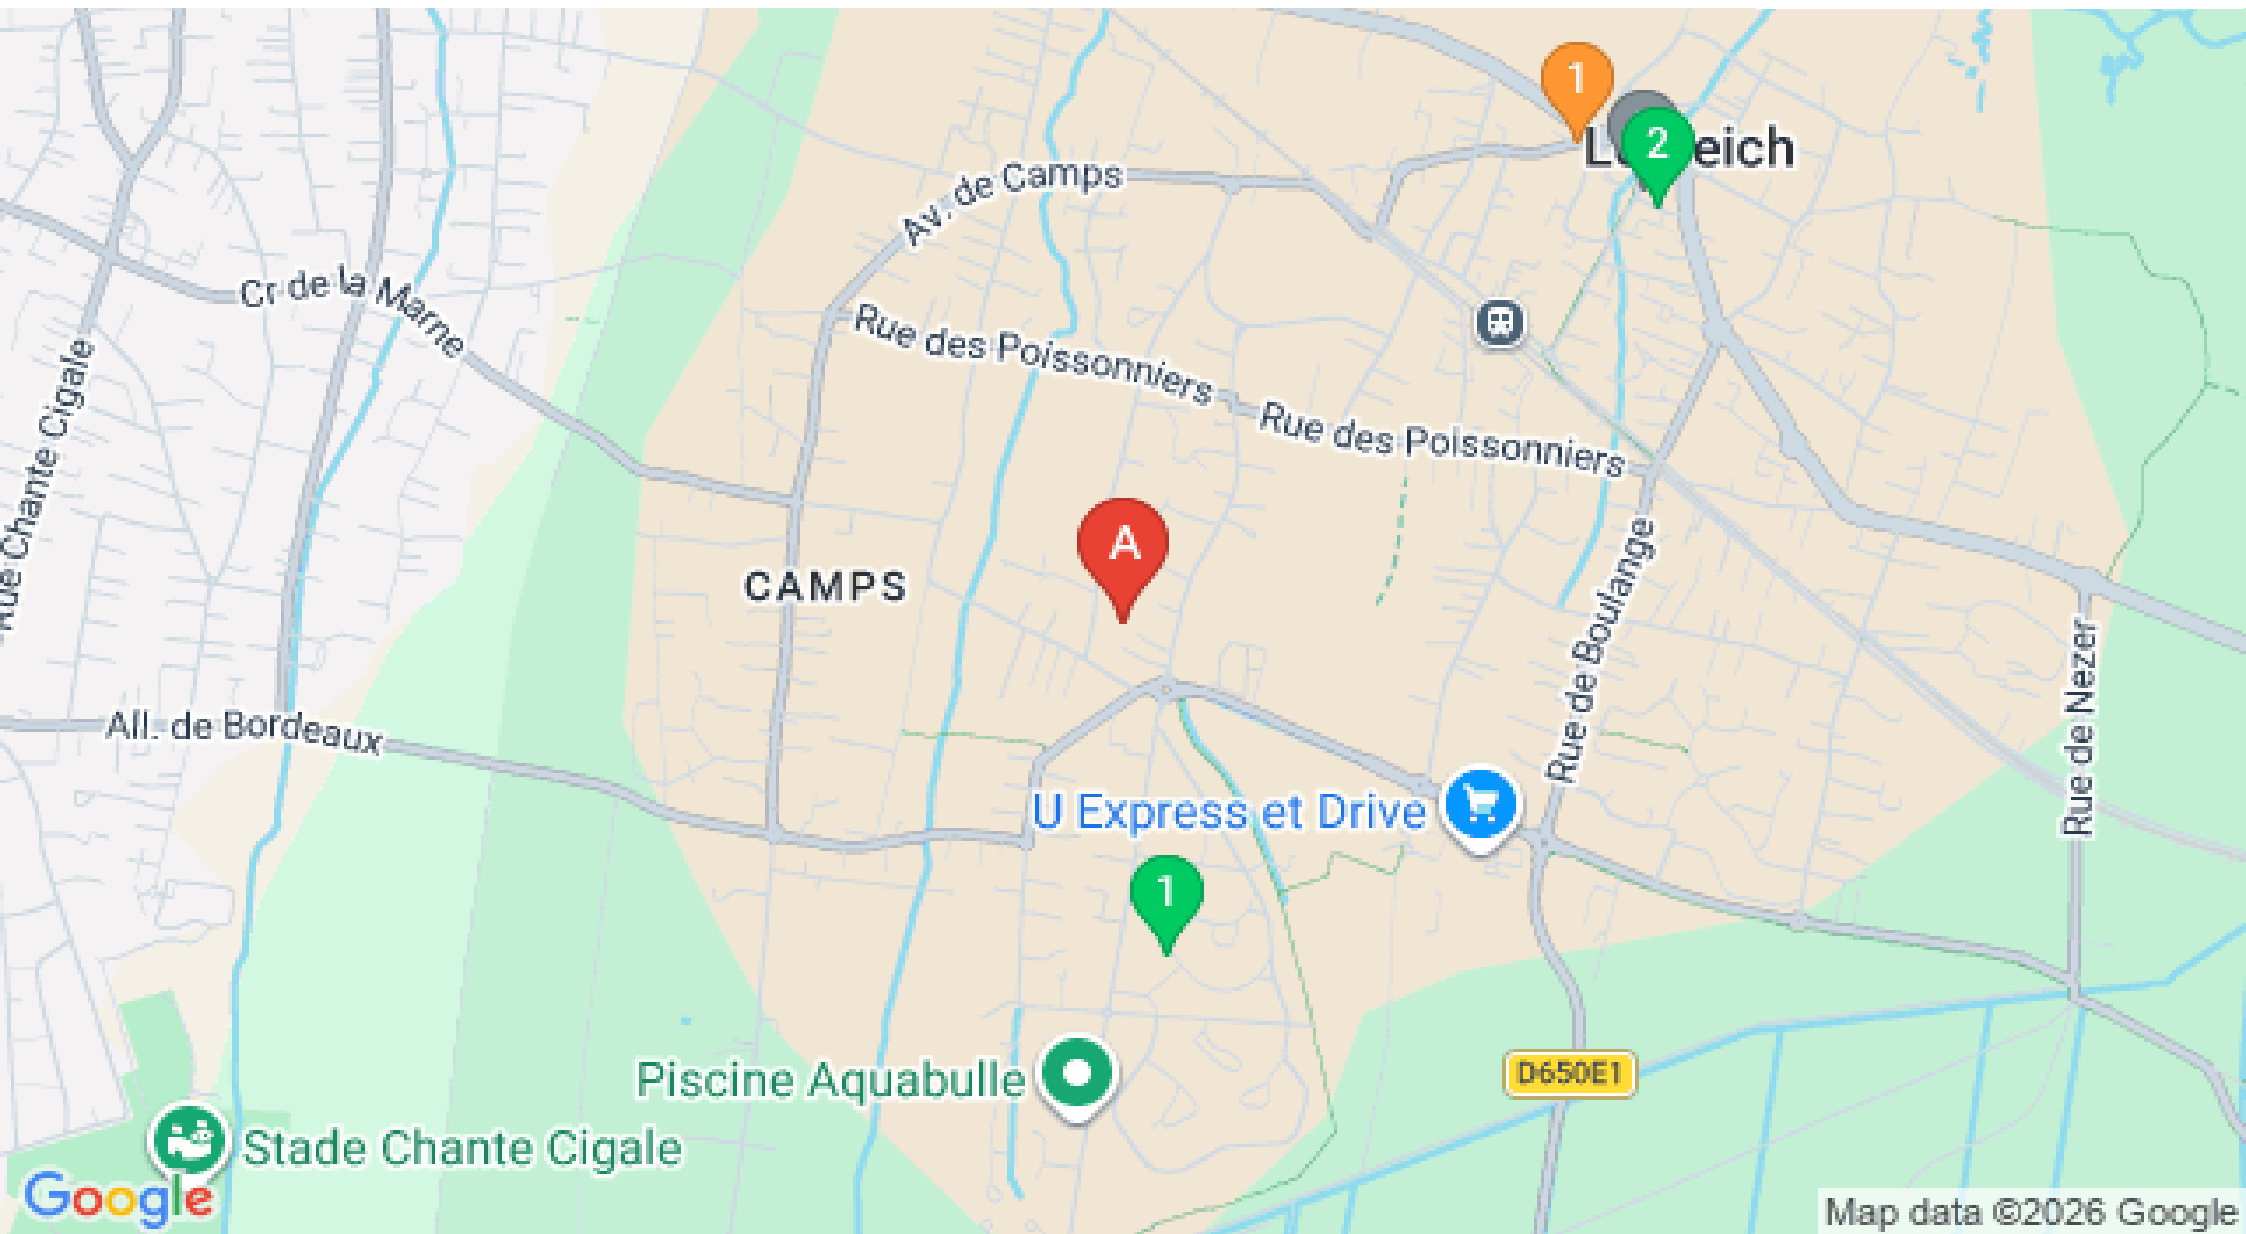 1
2
L eich
Av. de Camps
Cr de la Marne
Rue des Poissonniers
Rue Chante Cigale
Rue des Poissonniers
A
CAMPS
Rue de Boulange
Rue de Nezer
All. de Bordeaux
U Express et Drive
1
Piscine Aquabulle
D650E1
Stade Chante Cigale
Google
Map data ©2026 Google